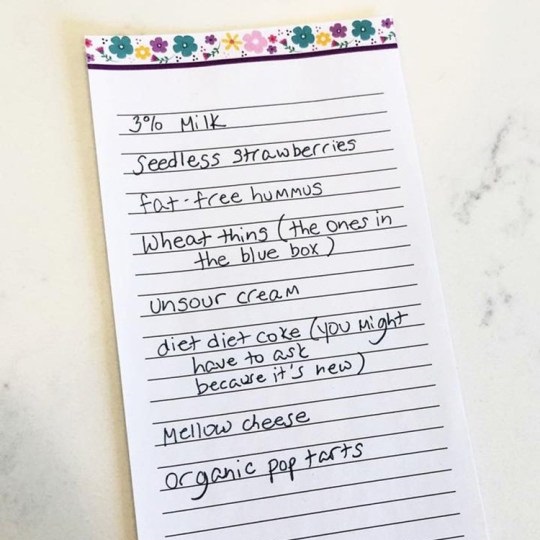 3% Milk
Seedless strawberries
fat-free hummus
Wheat thing (the ones in
the blue box)
unsour cream
diet diet coke (you might
have to ask
because it's new)
Mellow cheese
organic pop tarts